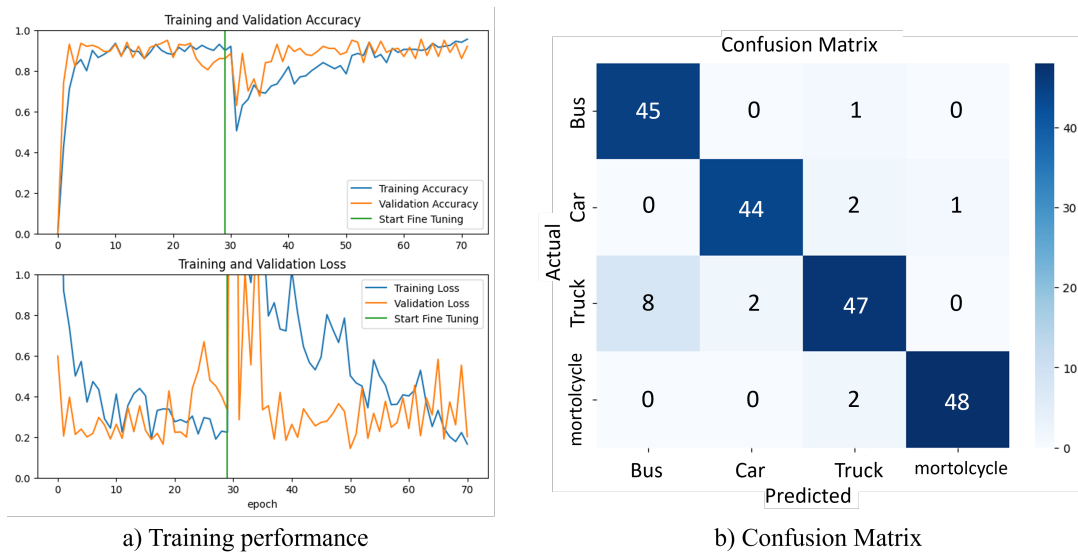 Training and Validation Accuracy
1.0
0.8
0.6
0.4
0.2
0.0
0 10 20 30 40 50 60 70
Training Accuracy
Validation Accuracy
Start Fine Tuning
Training and Validation Loss
1.0
0.8
0.6
0.4
0.2
0.0
0 10 20 30 40 50 60 70
epoch
Training Loss
Validation Loss
Start Fine Tuning
a) Training performance
Confusion Matrix
Actual
Bus 45 0 1 0
Car 0 44 2 1
Truck 8 2 47 0
mortolcycle 0 0 2 48
Bus Car Truck mortolcycle
Predicted
40
30
20
10
0
b) Confusion Matrix